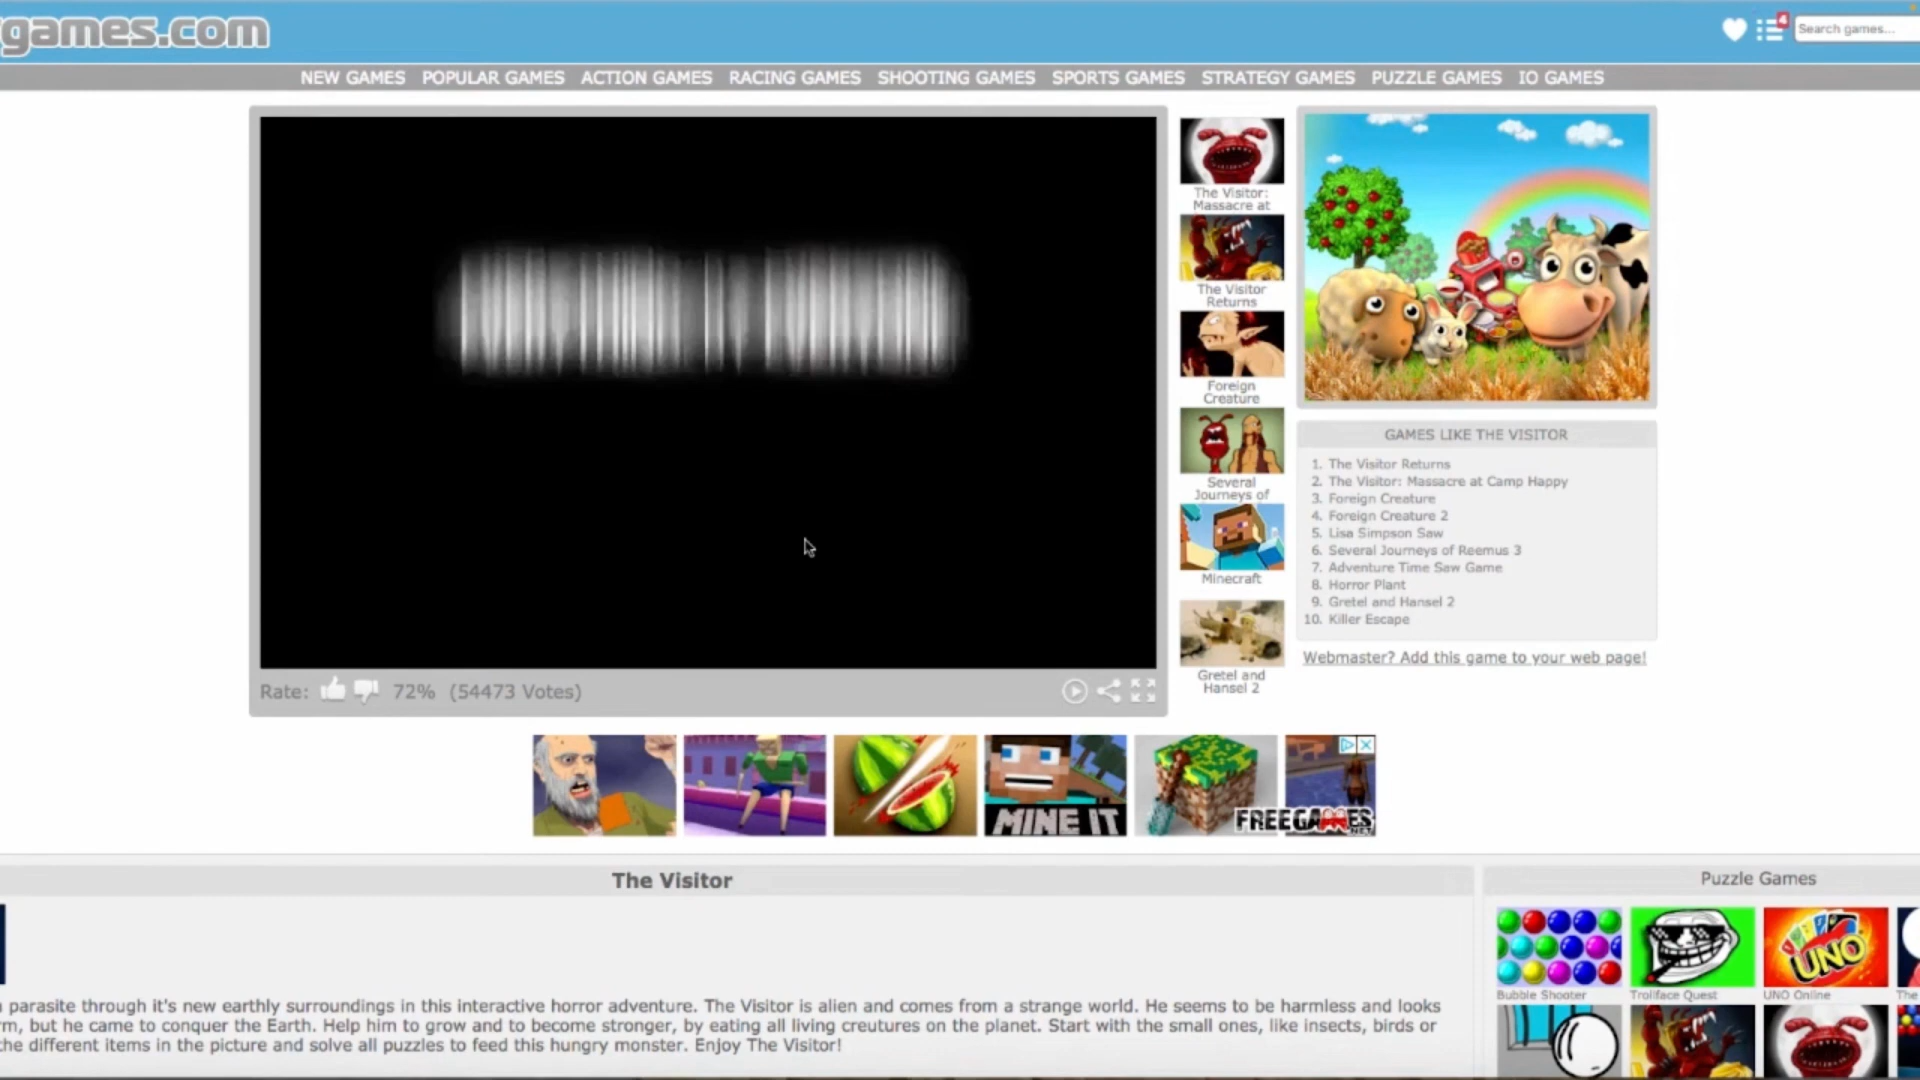 games.com
4
Search games...
NEW GAMES POPULAR GAMES ACTION GAMES RACING GAMES SHOOTING GAMES SPORTS GAMES STRATEGY GAMES PUZZLE GAMES IO GAMES
The Visitor:
Massacre at
The Visitor
Returns
Foreign
Creature
Several
Journeys of
Minecraft
Gretel and
Hansel 2
GAMES LIKE THE VISITOR
1. The Visitor Returns
2. The Visitor: Massacre at Camp Happy
3. Foreign Creature
4. Foreign Creature 2
5. Lisa Simpson Saw
6. Several Journeys of Reemus 3
7. Adventure Time Saw Game
8. Horror Plant
9. Gretel and Hansel 2
10. Killer Escape
Webmaster? Add this game to your web page!
Rate: 72% (54473 Votes)
MINE IT
FREEGAMES
.NET
The Visitor
parasite through it's new earthly surroundings in this interactive horror adventure. The Visitor is alien and comes from a strange world. He seems to be harmless and looks
rm, but he came to conquer the Earth. Help him to grow and to become stronger, by eating all living creatures on the planet. Start with the small ones, like insects, birds or
the different items in the picture and solve all puzzles to feed this hungry monster. Enjoy The Visitor!
Puzzle Games
UNO
Bubble Shooter
Trollface Quest
UNO Online
The